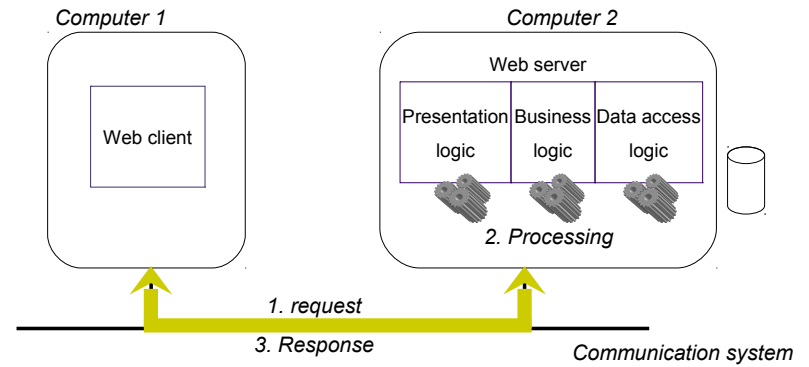 Computer 1
Computer 2
Web server
Web client
Presentation
logic
Business
logic
Data access
logic
2. Processing
1. request
3. Response
Communication system